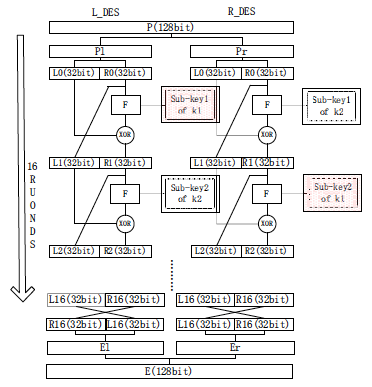 L_DES R_DES
P(128bit)
Pl Pr
L0(32bit) R0(32bit) L0(32bit) R0(32bit)
F Sub-key1 of k1 F Sub-key1 of k2
XOR XOR
L1(32bit) R1(32bit) L1(32bit) R1(32bit)
F Sub-key2 of k2 F Sub-key2 of k1
XOR XOR
L2(32bit) R2(32bit) L2(32bit) R2(32bit)
16 RUONDS
L16(32bit) R16(32bit) L16(32bit) R16(32bit)
R16(32bit) L16(32bit) R16(32bit) L16(32bit)
El Er
E(128bit)